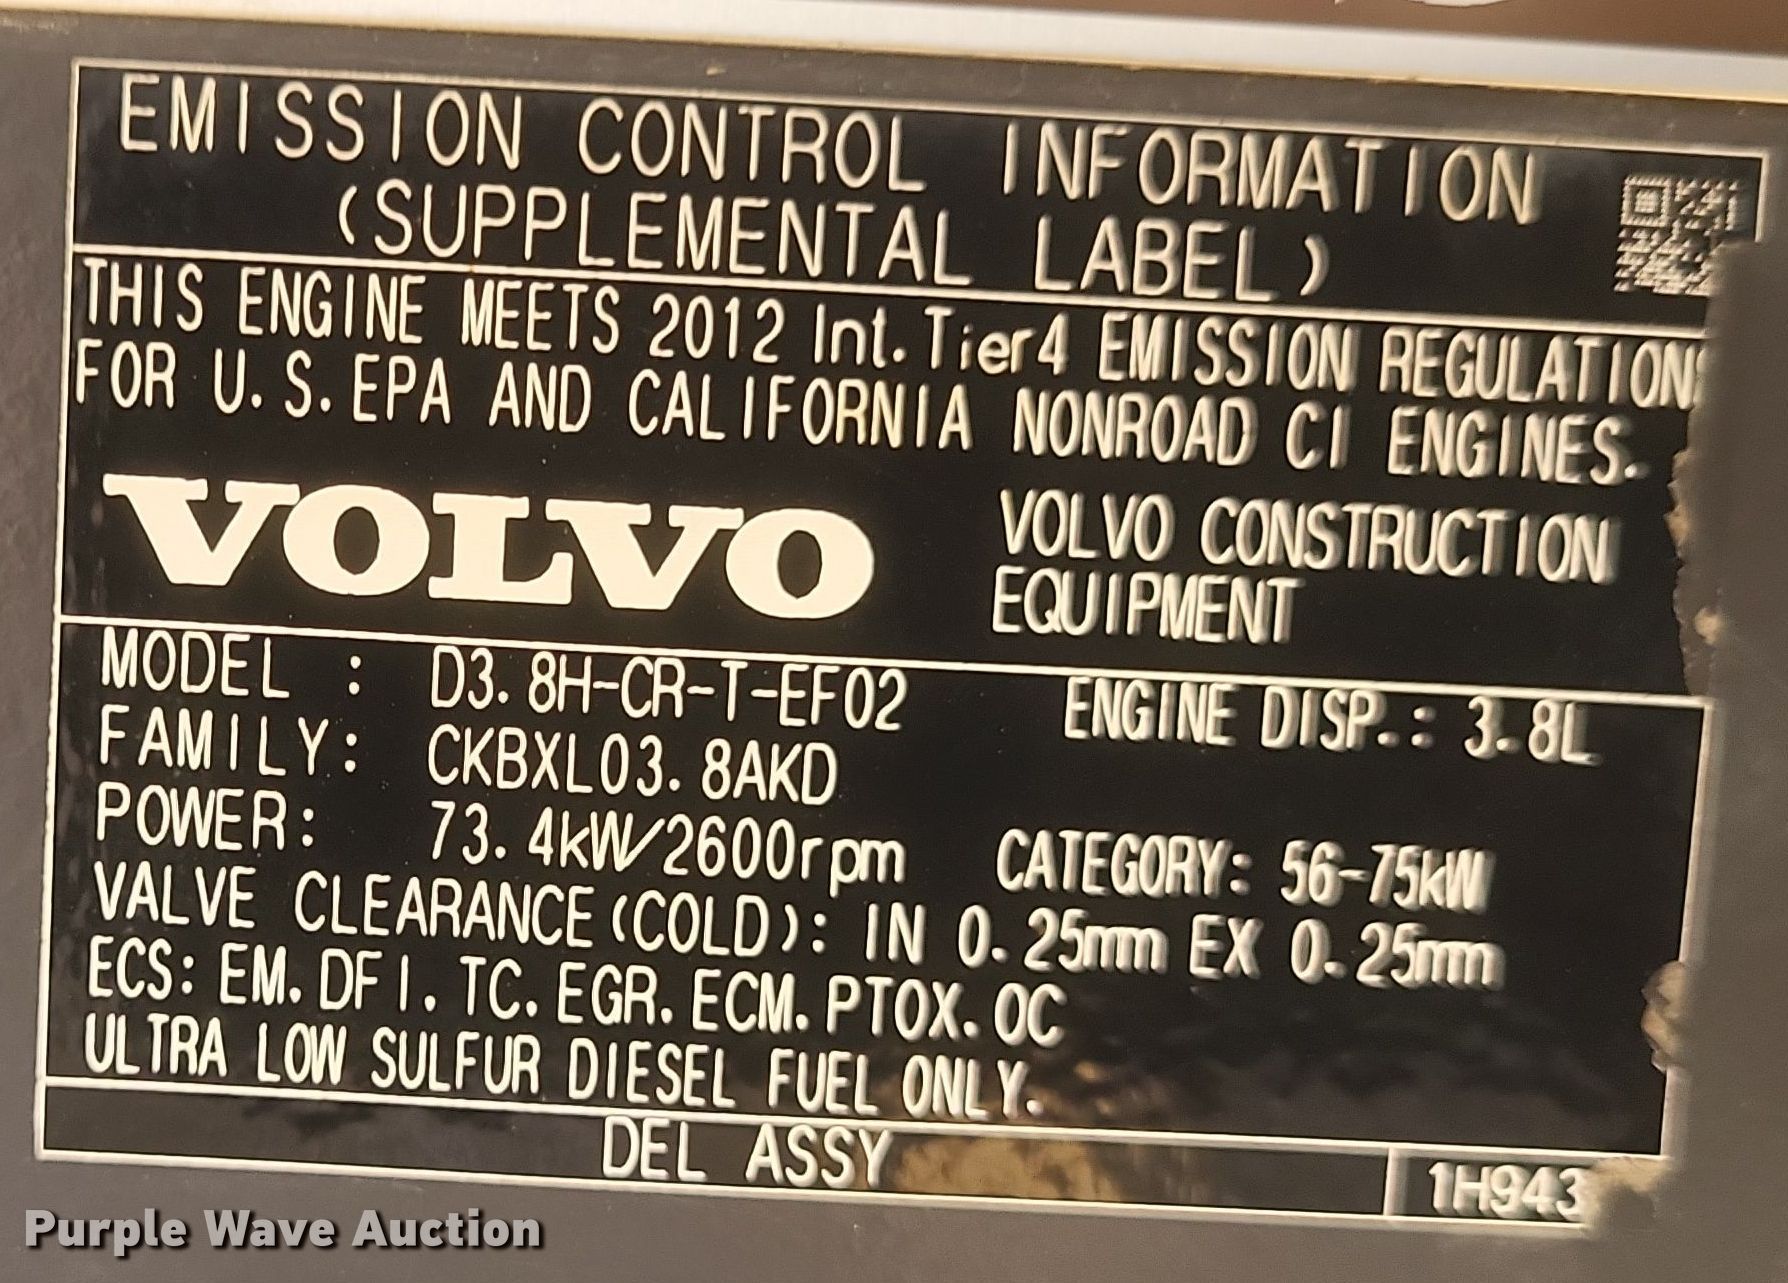 EMISSION CONTROL INFORMATION
(SUPPLEMENTAL LABEL)
THIS ENGINE MEETS 2012 Int. Tier4 EMISSION REGULATIONS
FOR U.S.EPA AND CALIFORNIA NONROAD CI ENGINES.
VOLVO
VOLVO CONSTRUCTION
EQUIPMENT
MODEL : D3.8H-CR-T-EF02 ENGINE DISP.: 3.8L
FAMILY: CKBXL03.8AKD
POWER: 73.4kW/2600rpm CATEGORY: 56-75kW
VALVE CLEARANCE(COLD): IN 0.25mm EX 0.25mm
ECS: EM.DFI.TC.EGR.ECM.PTOX.OC
ULTRA LOW SULFUR DIESEL FUEL ONLY.
DEL ASSY
1H943
Purple Wave Auction